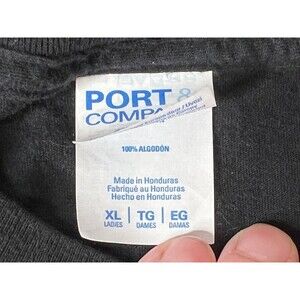 PORT &
COMPA
100% ALGODÓN
Made in Honduras
Fabriqué au Honduras
Hecho en Honduras
XL | TG | EG
LADIES DAMES DAMAS